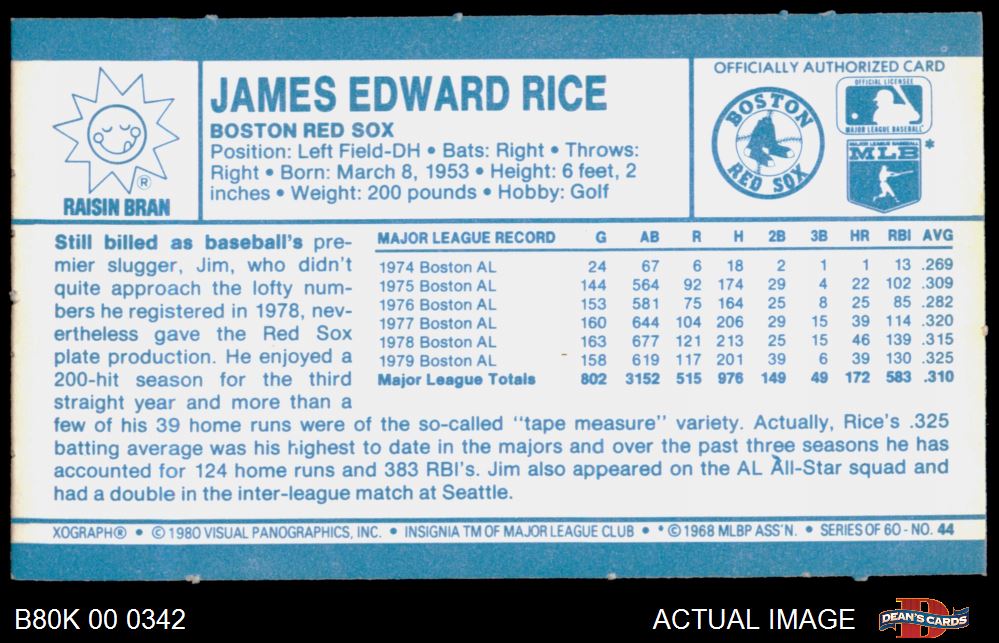 RAISIN BRAN
®
JAMES EDWARD RICE
BOSTON RED SOX
Position: Left Field-DH • Bats: Right • Throws:
Right • Born: March 8, 1953 • Height: 6 feet, 2
inches • Weight: 200 pounds • Hobby: Golf
OFFICIALLY AUTHORIZED CARD
BOSTON
RED SOX
OFFICIAL LICENSEE
MAJOR LEAGUE BASEBALL
MAJOR LEAGUE BASEBALL
MLB *
Still billed as baseball's pre-
mier slugger, Jim, who didn't
quite approach the lofty num-
bers he registered in 1978, nev-
ertheless gave the Red Sox
plate production. He enjoyed a
200-hit season for the third
straight year and more than a
few of his 39 home runs were of the so-called "tape measure" variety. Actually, Rice's .325
batting average was his highest to date in the majors and over the past three seasons he has
accounted for 124 home runs and 383 RBI's. Jim also appeared on the AL All-Star squad and
had a double in the inter-league match at Seattle.
MAJOR LEAGUE RECORD G AB R H 2B 3B HR RBI AVG
1974 Boston AL 24 67 6 18 2 1 1 13 .269
1975 Boston AL 144 564 92 174 29 4 22 102 .309
1976 Boston AL 153 581 75 164 25 8 25 85 .282
1977 Boston AL 160 644 104 206 29 15 39 114 .320
1978 Boston AL 163 677 121 213 25 15 46 139 .315
1979 Boston AL 158 619 117 201 39 6 39 130 .325
Major League Totals 802 3152 515 976 149 49 172 583 .310
XOGRAPH® • © 1980 VISUAL PANOGRAPHICS, INC. • INSIGNIA TM OF MAJOR LEAGUE CLUB • * © 1968 MLBP ASS'N. • SERIES OF 60 - NO. 44
B80K 00 0342
ACTUAL IMAGE
DEAN'S CARDS